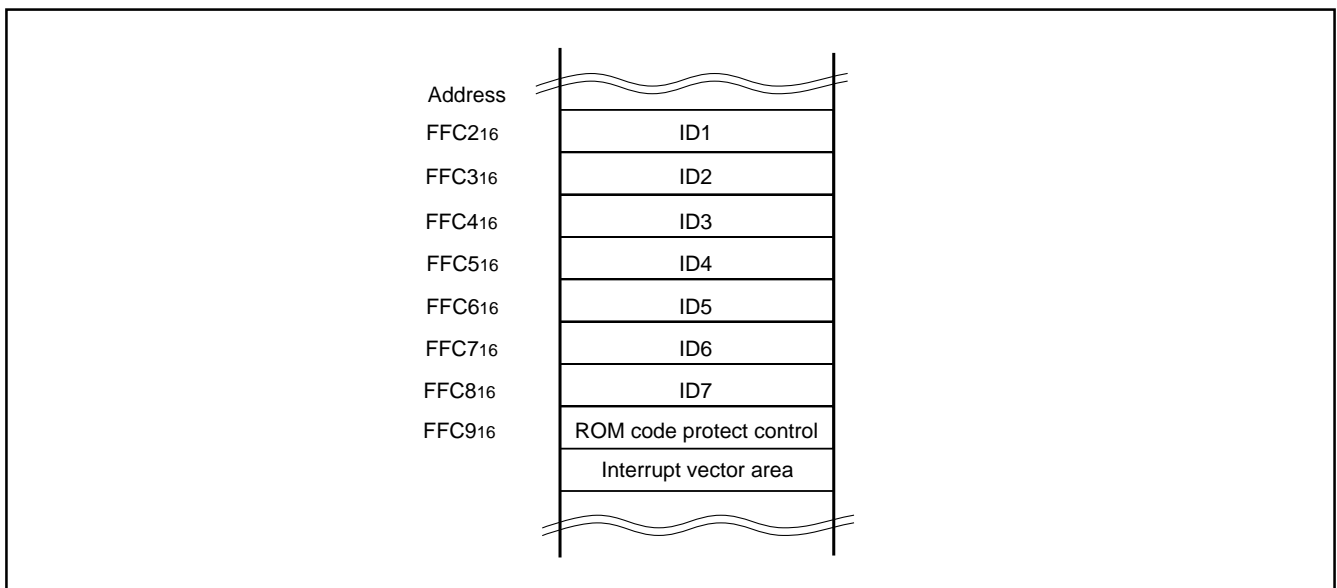 Address
FFC216 ID1
FFC316 ID2
FFC416 ID3
FFC516 ID4
FFC616 ID5
FFC716 ID6
FFC816 ID7
FFC916 ROM code protect control
Interrupt vector area